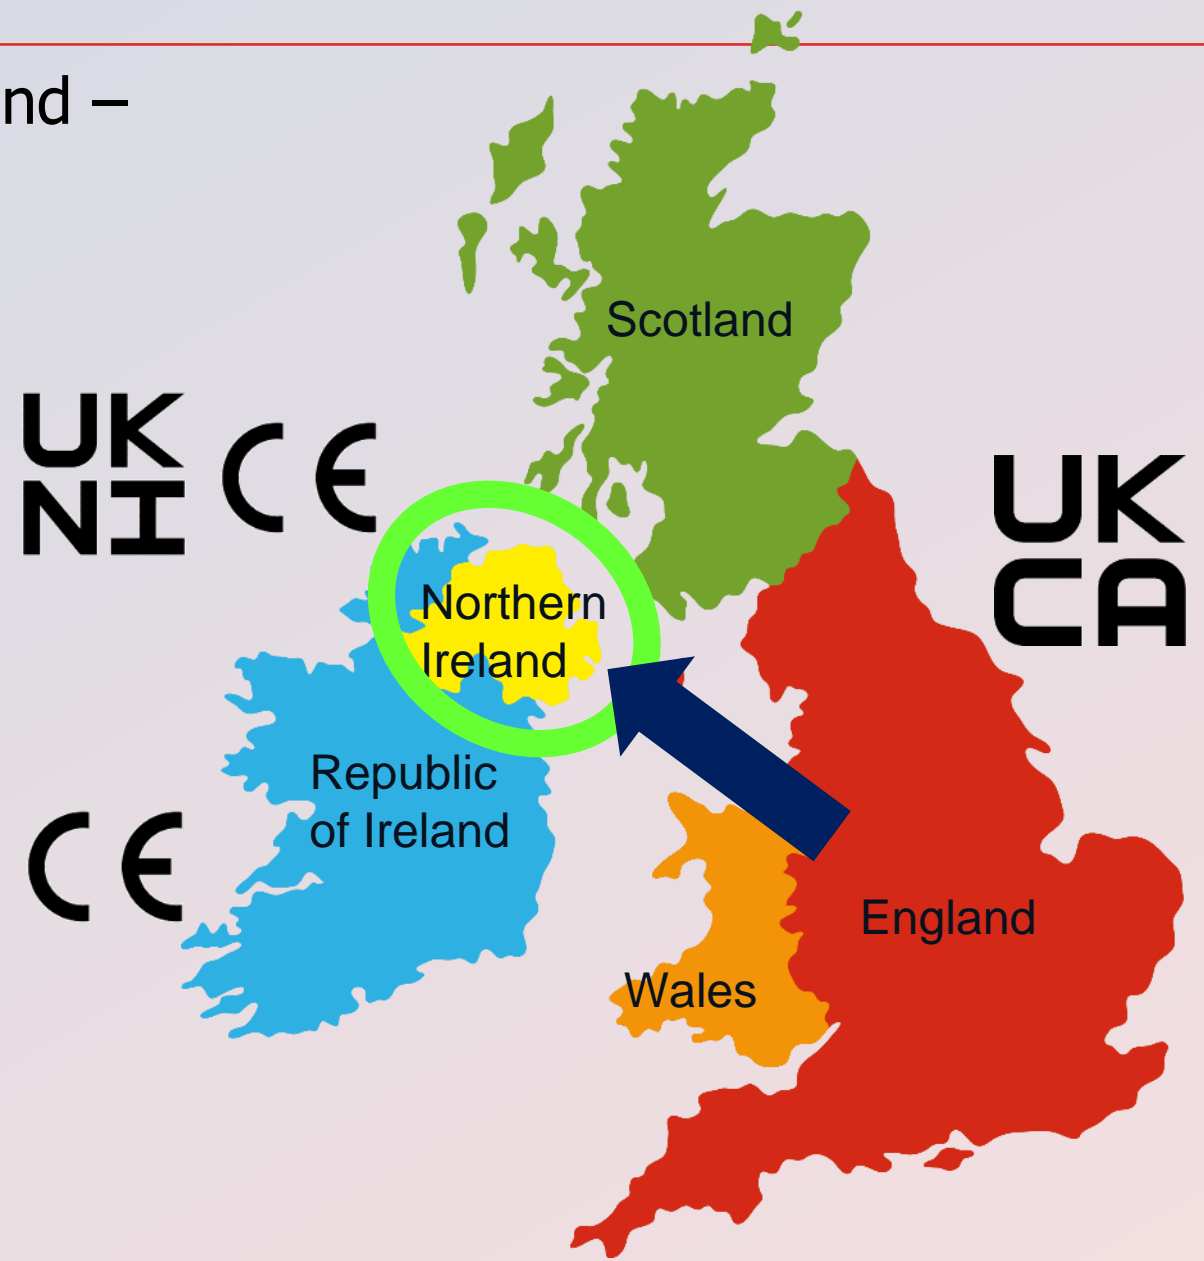 nd –
Scotland
UK
NI CE
UK
CA
Northern
Ireland
Republic
of Ireland
CE
England
Wales